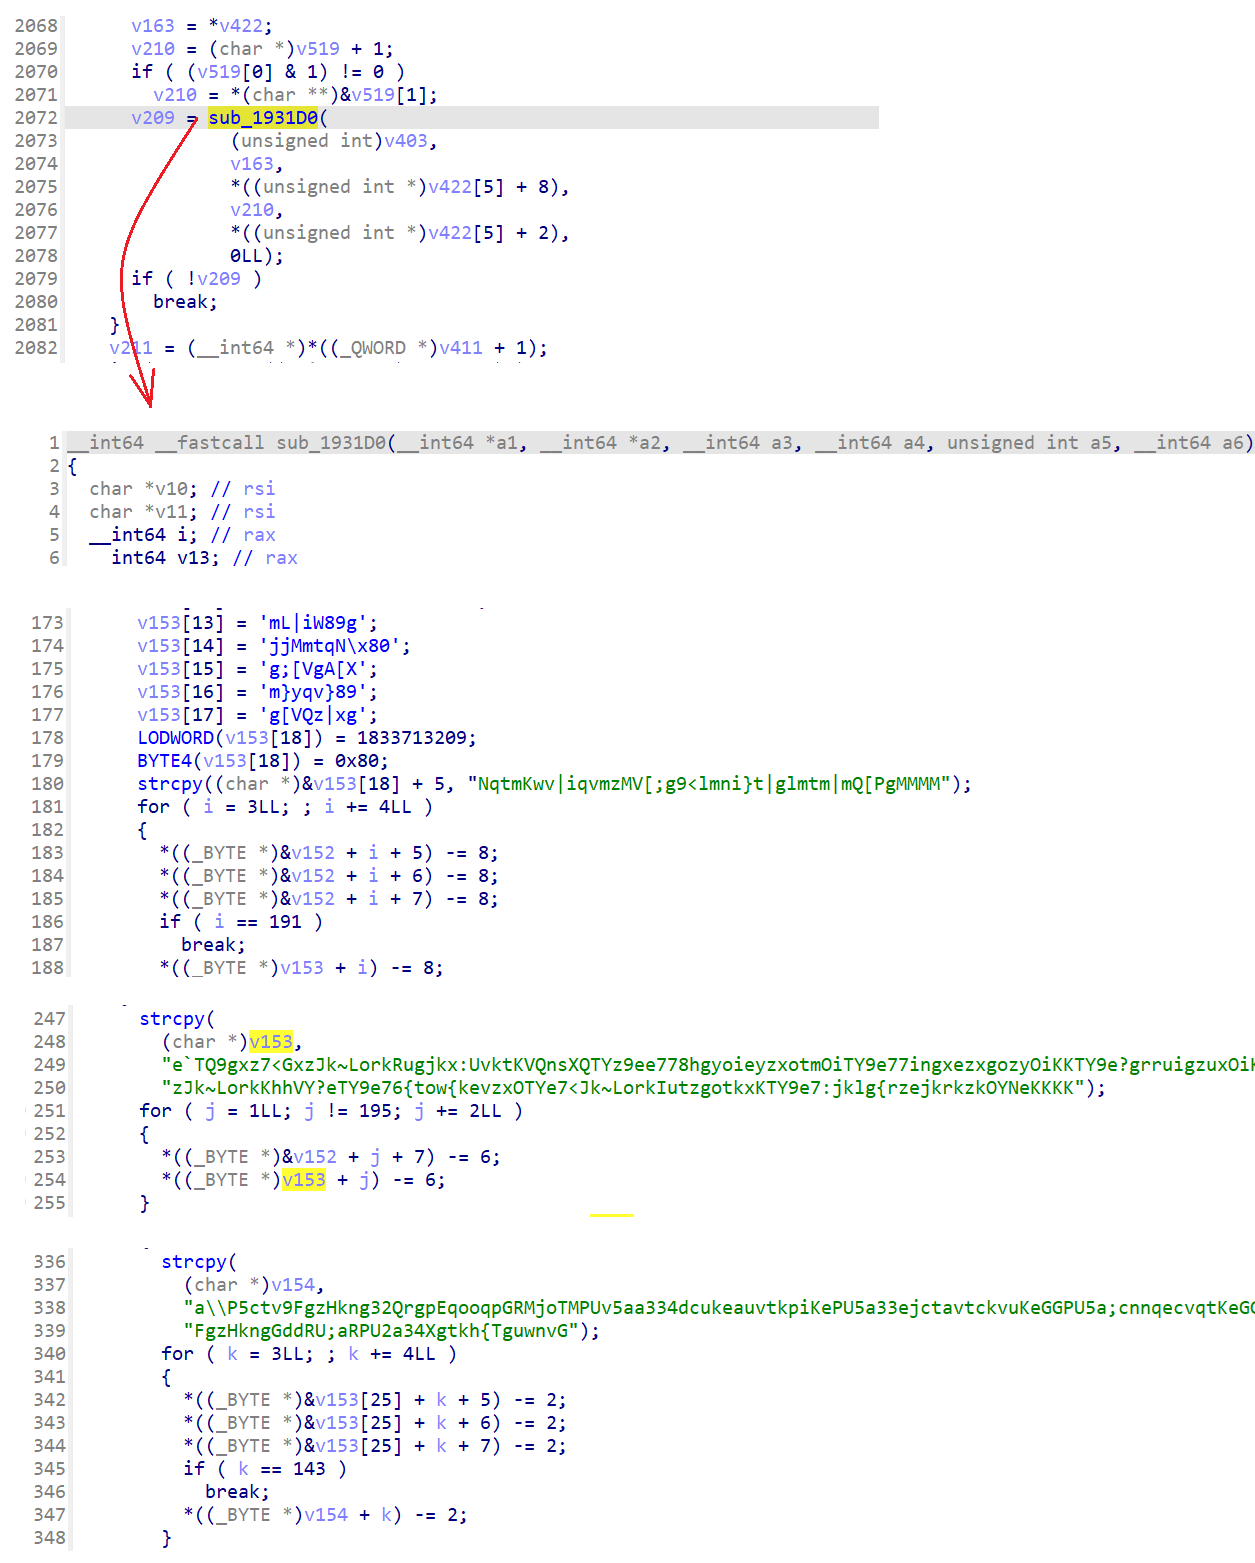 2068 v163 = *v422;
2069 v210 = (char *)v519 + 1;
2070 if ( (v519[0] & 1) != 0 )
2071 v210 = *(char **)&v519[1];
2072 v209 = sub_1931D0(
2073 (unsigned int)v403,
2074 v163,
2075 *((unsigned int *)v422[5] + 8),
2076 v210,
2077 *((unsigned int *)v422[5] + 2),
2078 0LL);
2079 if ( !v209 )
2080 break;
2081 }
2082 v211 = (__int64 *)*((_QWORD *)v411 + 1);
1 __int64 __fastcall sub_1931D0(__int64 *a1, __int64 *a2, __int64 a3, __int64 a4, unsigned int a5, __int64 a6)
2 {
3 char *v10; // rsi
4 char *v11; // rsi
5 __int64 i; // rax
6 int64 v13; // rax
173 v153[13] = 'mL|iW89g';
174 v153[14] = 'jjMmtqN\x80';
175 v153[15] = 'g;[VgA[X';
176 v153[16] = 'm}yqv}89';
177 v153[17] = 'g[VQz|xg';
178 LODWORD(v153[18]) = 1833713209;
179 BYTE4(v153[18]) = 0x80;
180 strcpy((char *)&v153[18] + 5, "NqtmKwv|iqvmzMV[;g9<lmni}t|glmtm|mQ[PgMMMM");
181 for ( i = 3LL; ; i += 4LL )
182 {
183 *((_BYTE *)&v152 + i + 5) -= 8;
184 *((_BYTE *)&v152 + i + 6) -= 8;
185 *((_BYTE *)&v152 + i + 7) -= 8;
186 if ( i == 191 )
187 break;
188 *((_BYTE *)v153 + i) -= 8;
247 strcpy(
248 (char *)v153,
249 "e`TQ9gxz7<GxzJk~LorkRugjkx:UvktKVQnsXQTYz9ee778hgyoieyzxotmOiTY9e77ingxezxgozyOiKKTY9e?grruigzuxOiK
250 "zJk~LorkKhhVY?eTY9e76{tow{kevzxOTYe7<Jk~LorkIutzgotkxKTY9e7:jklg{rzejkrkzkOYNeKKKK");
251 for ( j = 1LL; j != 195; j += 2LL )
252 {
253 *((_BYTE *)&v152 + j + 7) -= 6;
254 *((_BYTE *)v153 + j) -= 6;
255 }
336 strcpy(
337 (char *)v154,
338 "a\\P5ctv9FgzHkng32QrgpEqooqpGRMjoTMPUv5aa334dcukeauvtkpiKePU5a33ejctavtckvuKeGGPU5a;cnnqecvqtKeGG
339 "FgzHkngGddRU;aRPU2a34Xgtkh{TguwnvG");
340 for ( k = 3LL; ; k += 4LL )
341 {
342 *((_BYTE *)&v153[25] + k + 5) -= 2;
343 *((_BYTE *)&v153[25] + k + 6) -= 2;
344 *((_BYTE *)&v153[25] + k + 7) -= 2;
345 if ( k == 143 )
346 break;
347 *((_BYTE *)v154 + k) -= 2;
348 }